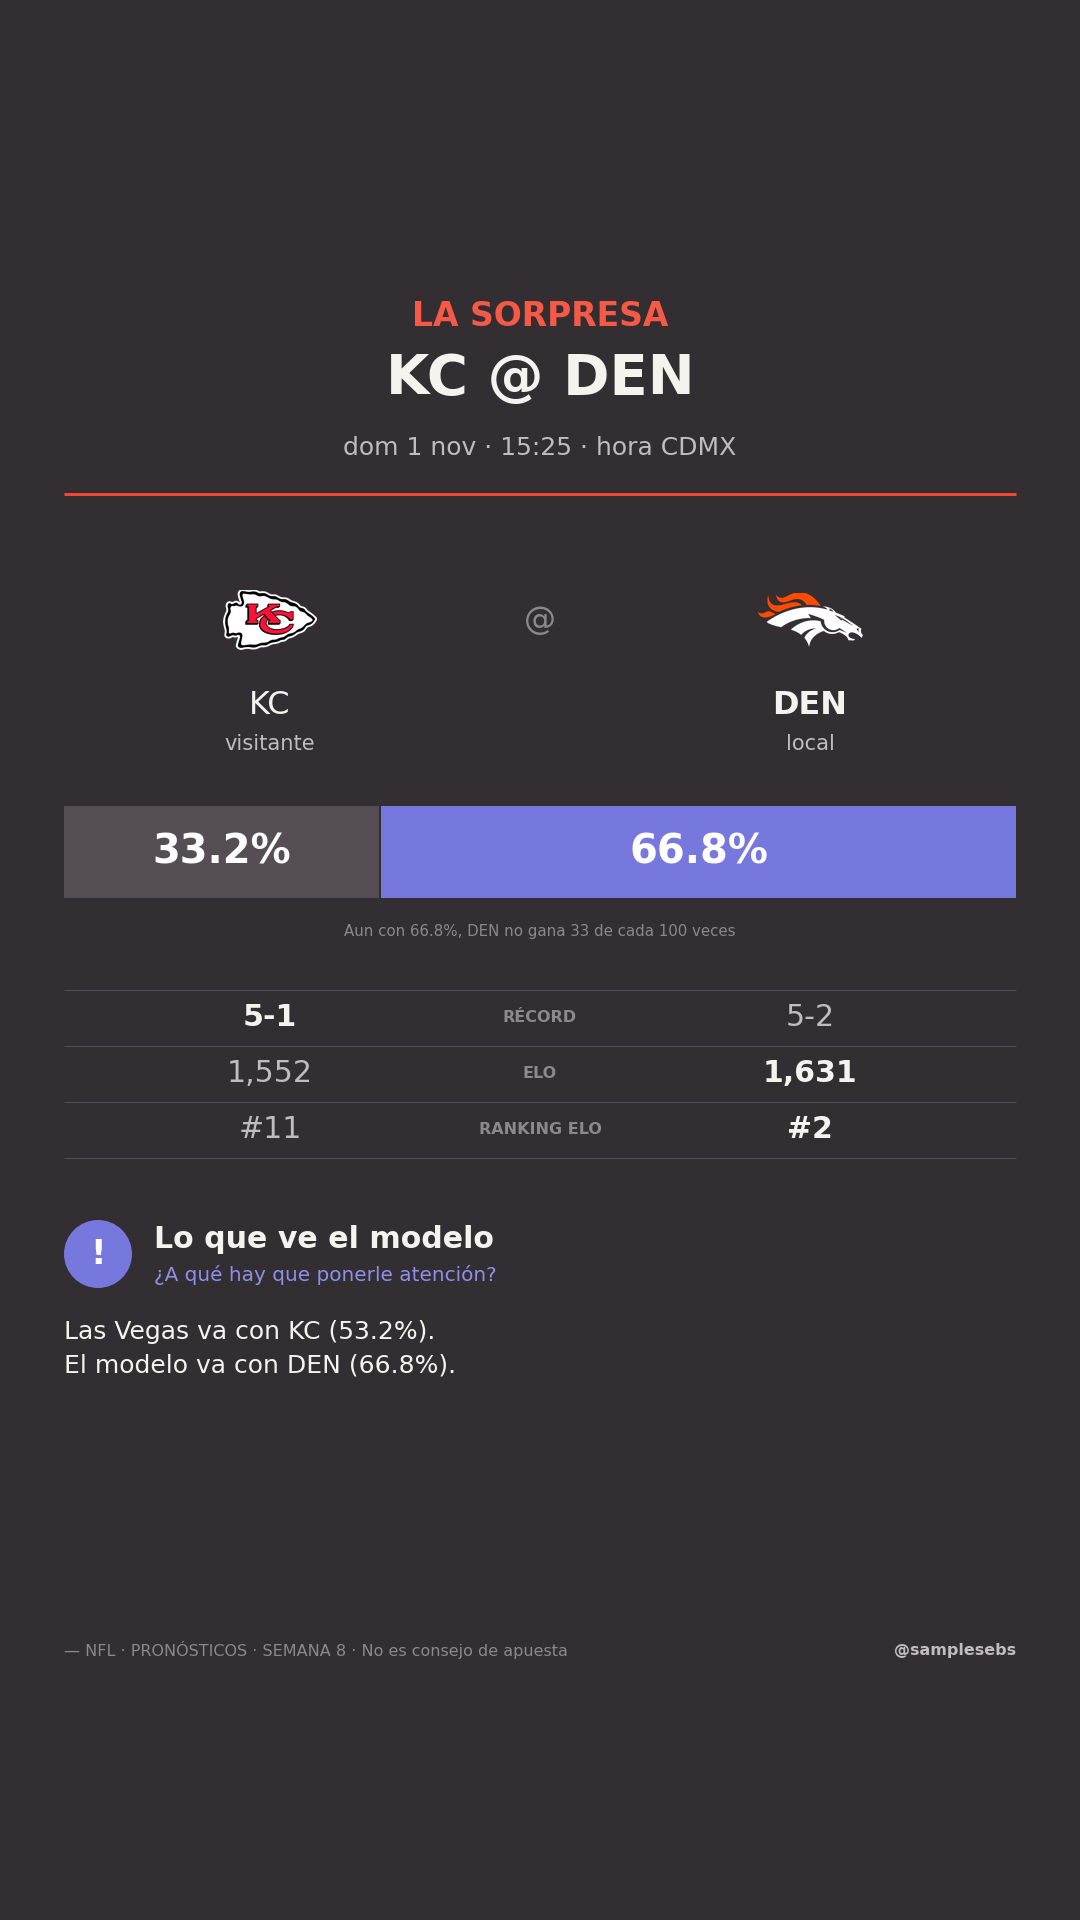 LA SORPRESA
KC @ DEN
dom 1 nov · 15:25 · hora CDMX
KC
@
KC
DEN
visitante
local
33.2%
66.8%
Aun con 66.8%, DEN no gana 33 de cada 100 veces
5-1 RÉCORD 5-2
1,552 ELO 1,631
#11 RANKING ELO #2
!
Lo que ve el modelo
¿A qué hay que ponerle atención?
Las Vegas va con KC (53.2%).
El modelo va con DEN (66.8%).
— NFL · PRONÓSTICOS · SEMANA 8 · No es consejo de apuesta
@samplesebs